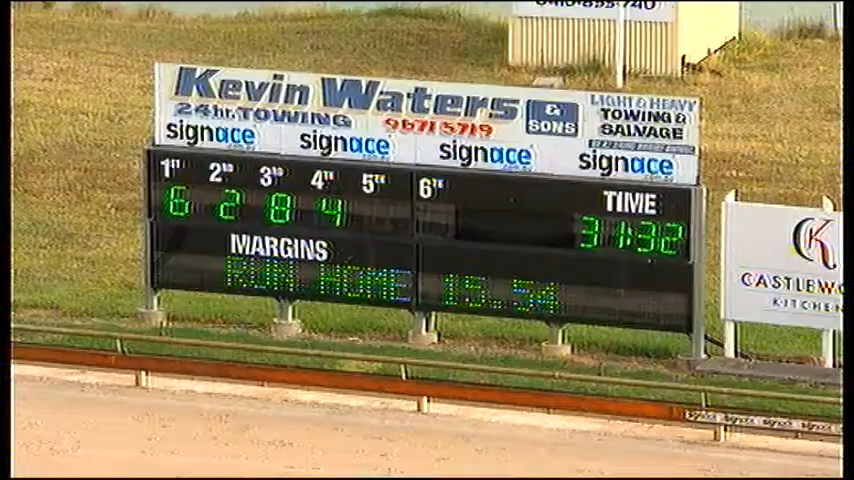 Kevin Waters & SONS
24hr. TOWING 9671 5719
LIGHT & HEAVY
TOWING &
SALVAGE
signace signace signace signace
1ST 2ND 3RD 4TH 5TH 6TH TIME
6 2 8 4 31:32
MARGINS
RUN HOME 15.54
CASTLEW
KITCHEN